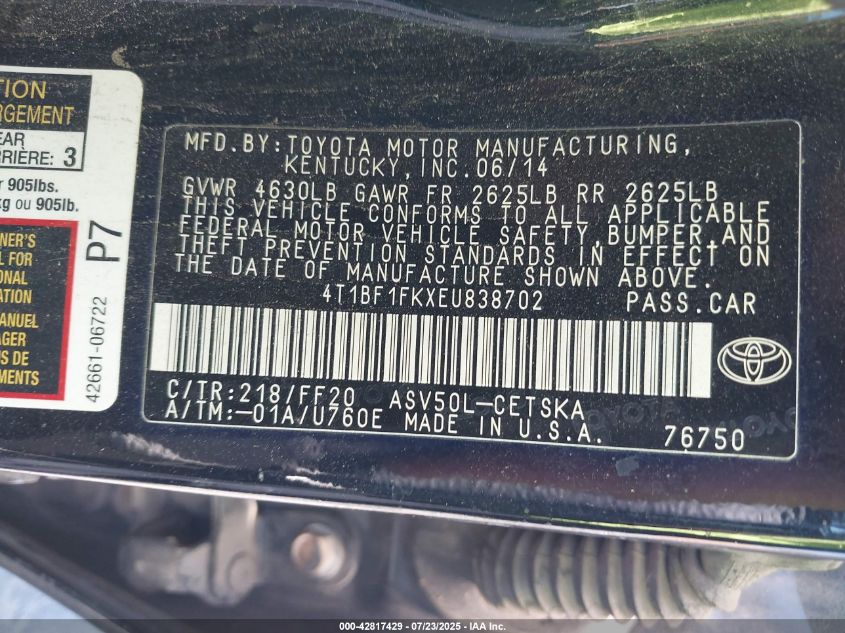 TION
RGEMENT
EAR
RRIÈRE: 3
r 905lbs.
kg ou 905lb.
NER'S
L FOR
ONAL
ATION
ANUEL
AGER
US DE
EMENTS
P7
42661-06722
MFD.BY:TOYOTA MOTOR MANUFACTURING,
KENTUCKY,INC.06/14
GVWR 4630LB GAWR FR 2625LB RR 2625LB
THIS VEHICLE CONFORMS TO ALL APPLICABLE
FEDERAL MOTOR VEHICLE SAFETY,BUMPER,AND
THEFT PREVENTION STANDARDS IN EFFECT ON
THE DATE OF MANUFACTURE SHOWN ABOVE.
4T1BF1FKXEU838702 PASS.CAR
C/TR:218/FF20 ASV50L-CETSKA
A/TM:-01A/U760E MADE IN U.S.A. 76750
TOYOTA
000-42817429 - 07/23/2025 - IAA Inc.